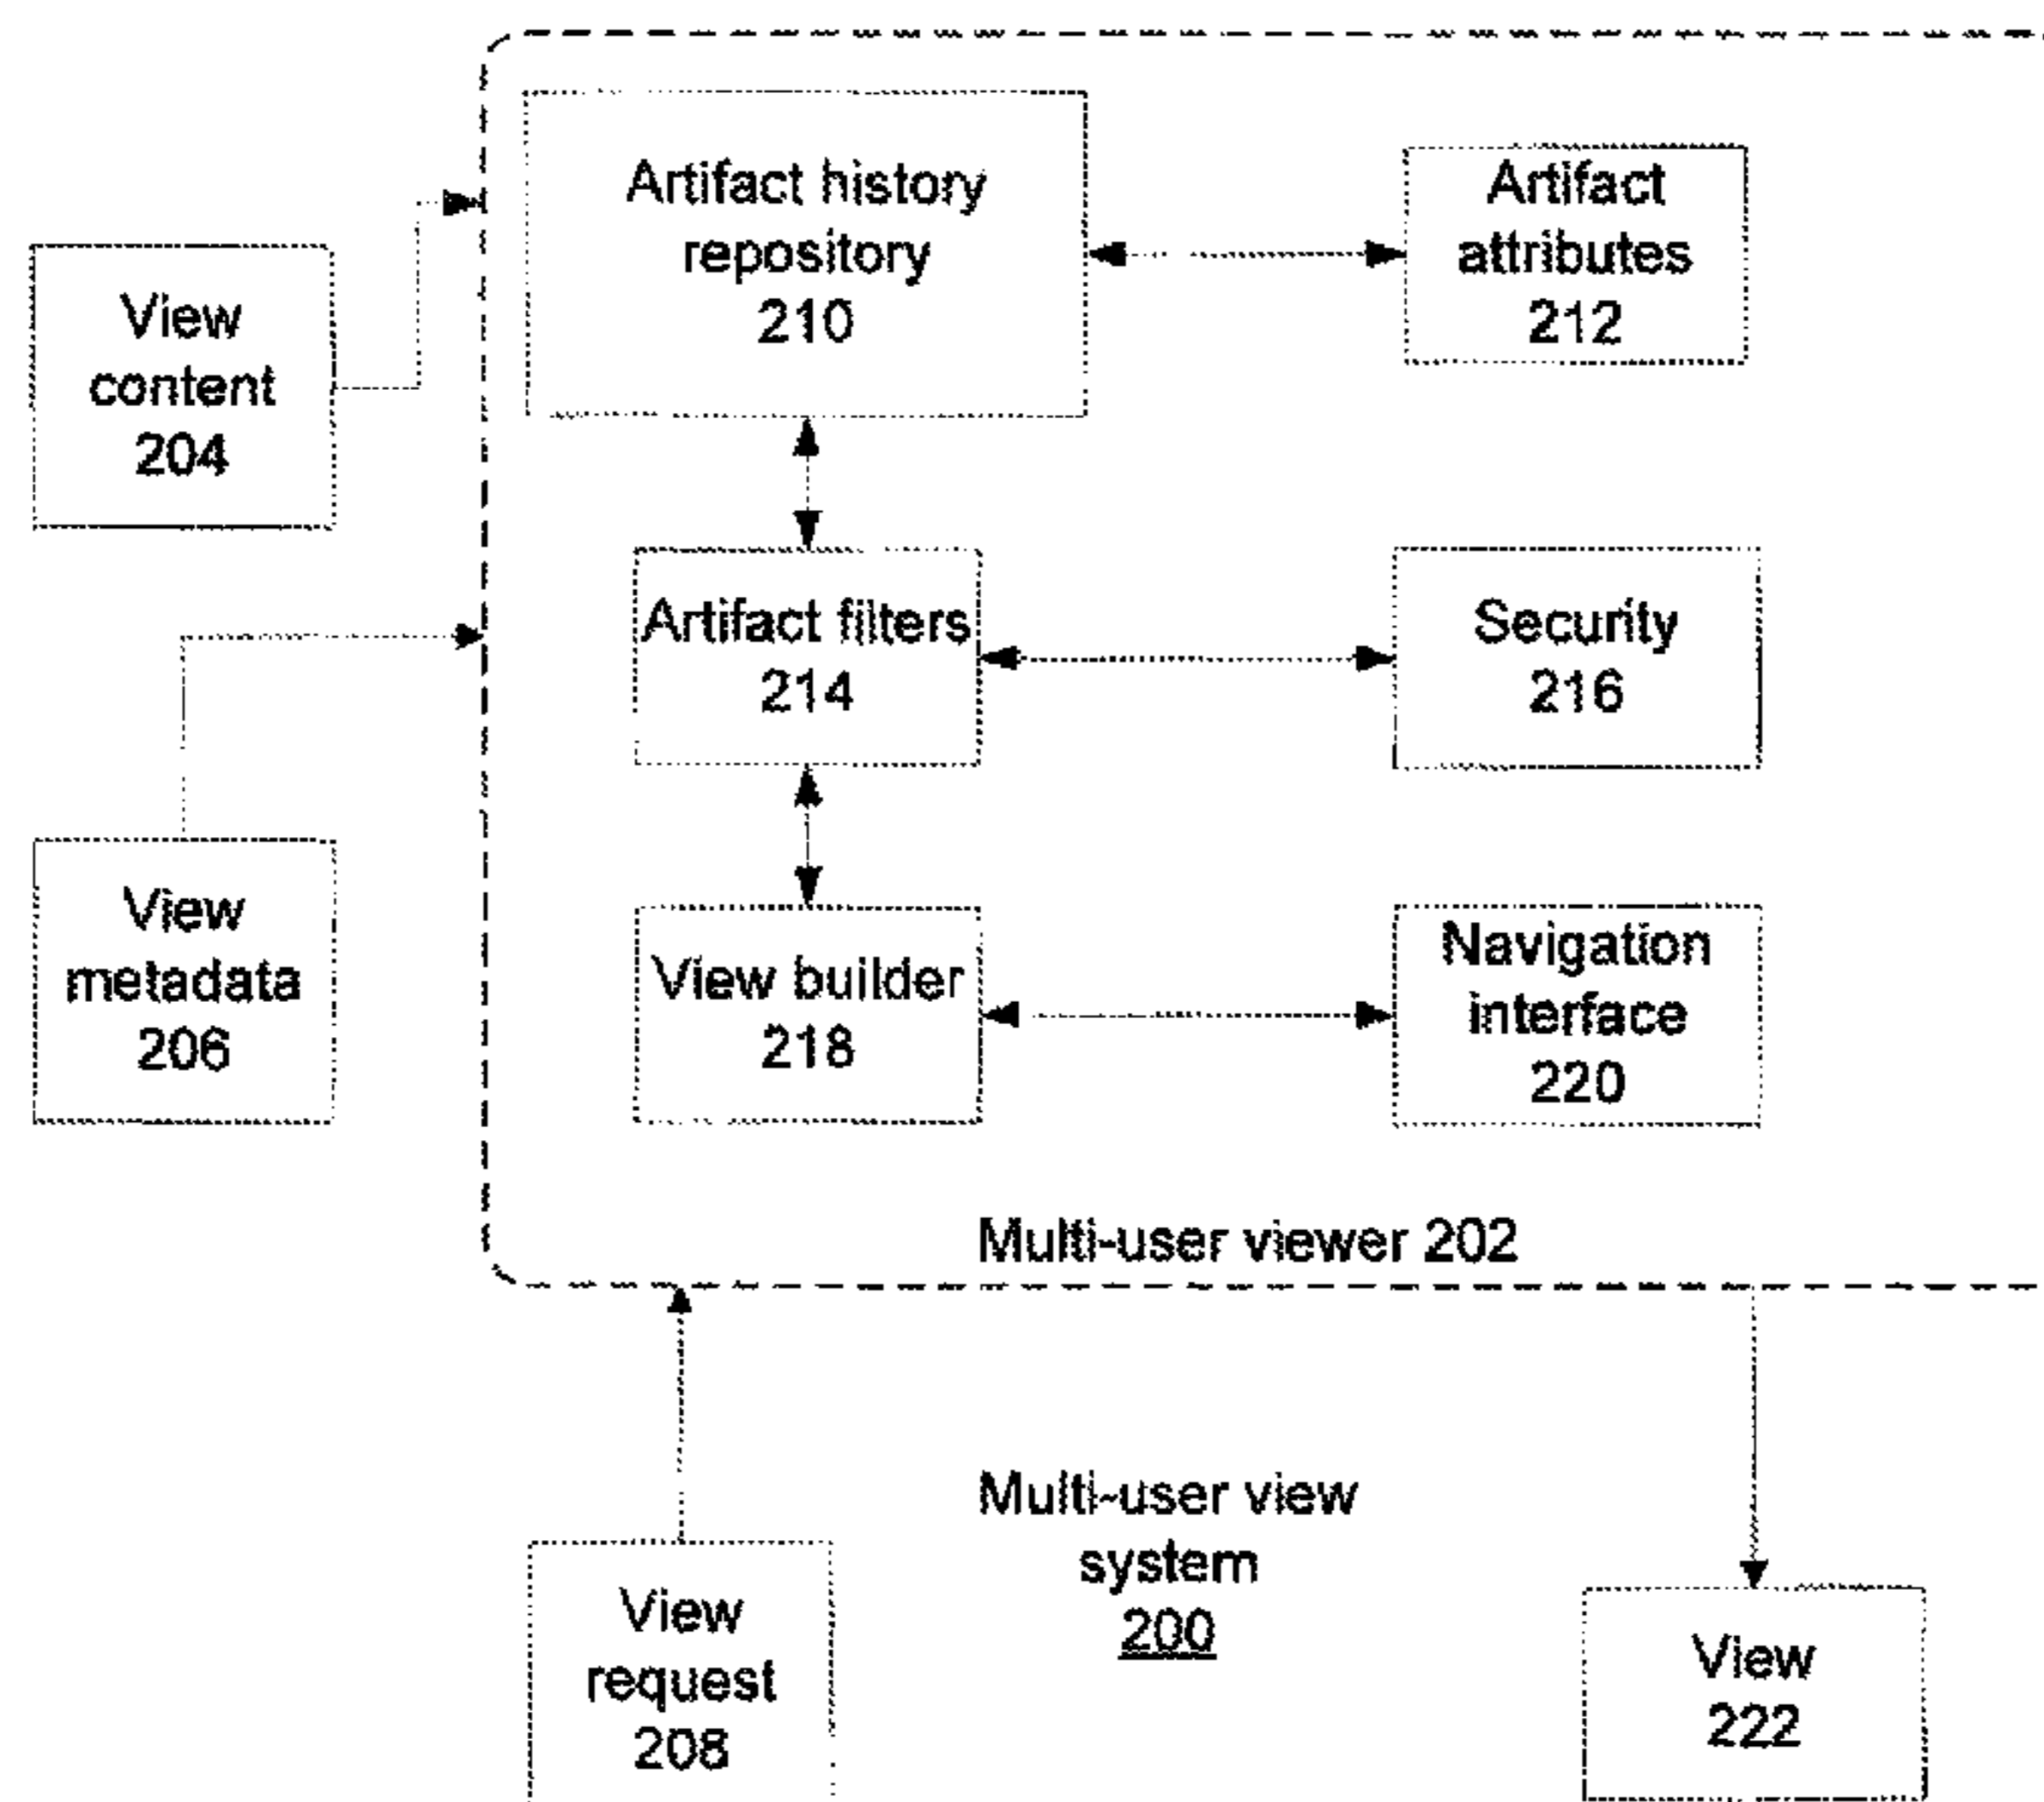 Artifact history
repository
210
Artifact
attributes
212
View
content
204
Artifact filters
214
Security
216
View
metadata
206
View builder
218
Navigation
interface
220
Multi-user viewer 202
Multi-user view
system
200
View
request
208
View
222